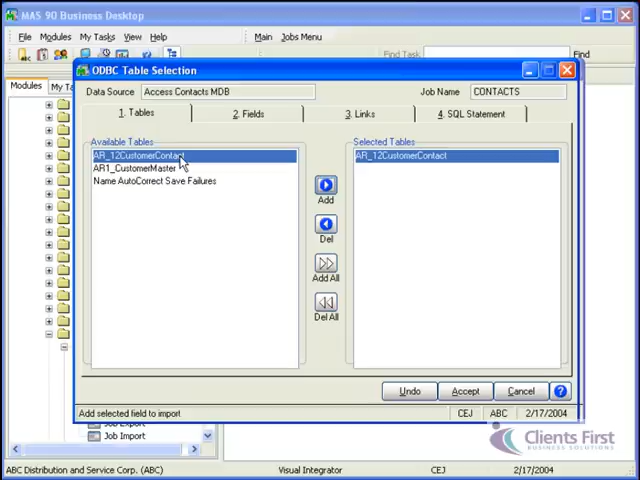 MAS 90 Business Desktop
File Modules My Tasks View Help Main Jobs Menu
Find Task Find
Modules My T
ODBC Table Selection
Data Source Access Contacts MDB Job Name CONTACTS
1. Tables 2. Fields 3. Links 4. SQL Statement
Available Tables Selected Tables
AR_12CustomerContact AR_12CustomerContact
AR1_CustomerMaster
Name AutoCorrect Save Failures
Add
Del
Add All
Del All
Undo Accept Cancel
Add selected field to import CEJ ABC 2/17/2004
Job Export
Job Import
Clients First
BUSINESS SOLUTIONS
ABC Distribution and Service Corp. (ABC) Visual Integrator CEJ 2/17/2004